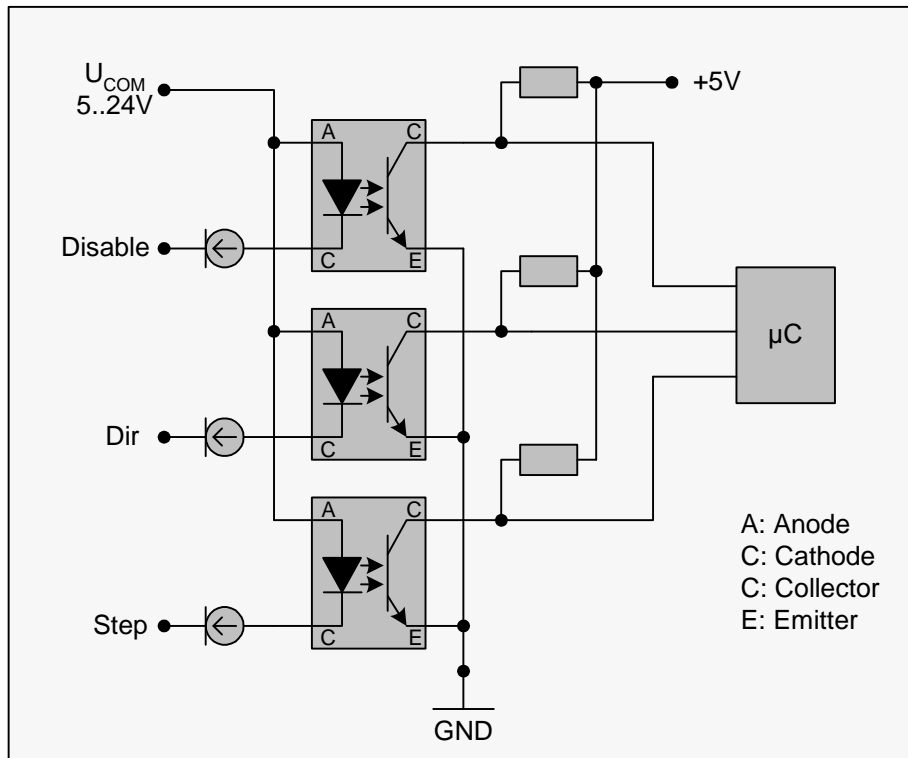 U_COM
5..24V
+5V
A
C
Disable
C
E
A
C
µC
Dir
C
E
A
C
A: Anode
C: Cathode
C: Collector
E: Emitter
Step
C
E
GND